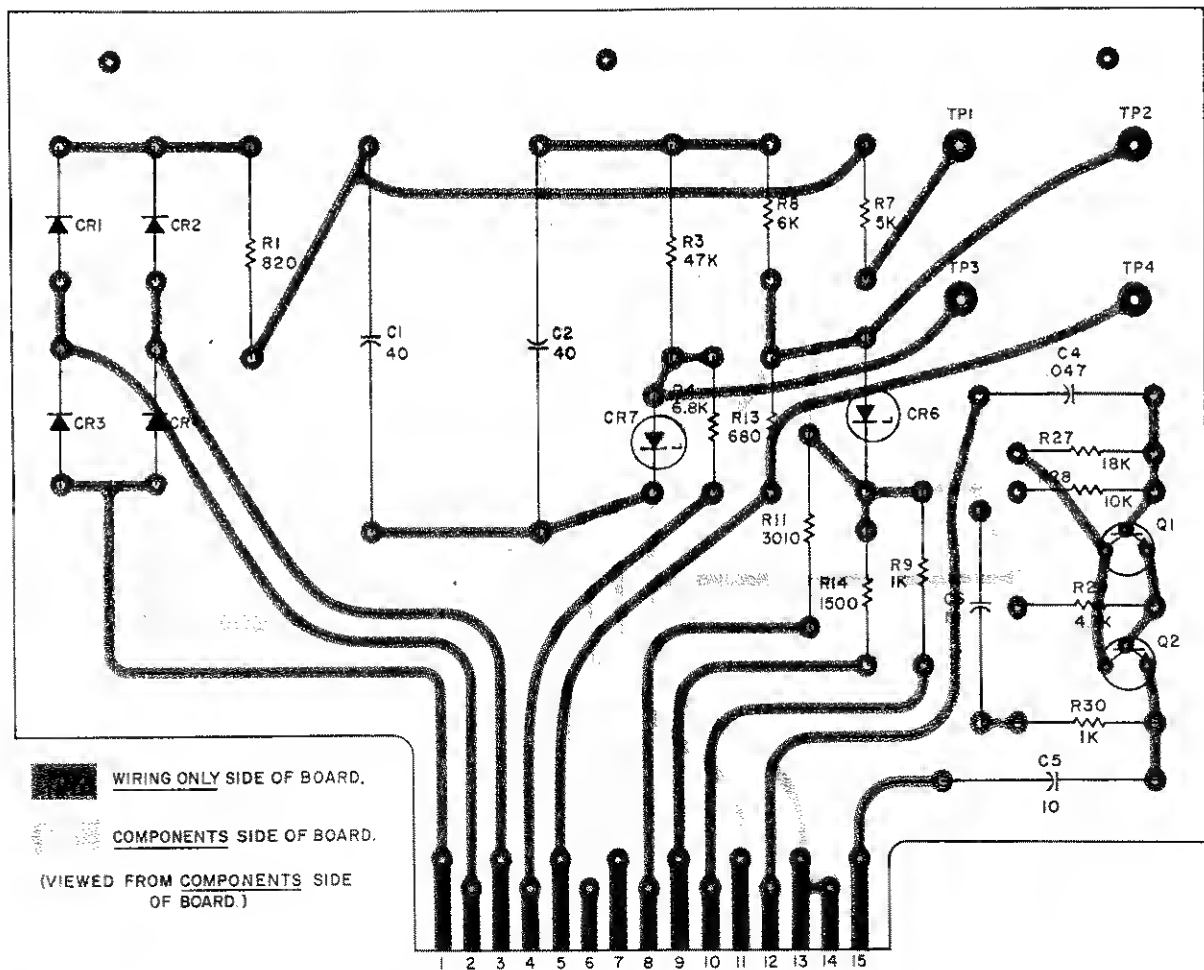 TP1
TP2
CR1
CR2
R1
820
R8
6K
R7
5K
R3
47K
TP3
TP4
C1
40
C2
40
C4
.047
CR3
CR7
R4
6.8K
R13
680
CR6
R27
18K
10K
Q1
R11
3010
R14
1500
R9
1K
Q2
R30
1K
C5
10
WIRING ONLY SIDE OF BOARD.
COMPONENTS SIDE OF BOARD.
(VIEWED FROM COMPONENTS SIDE
OF BOARD.)
1 2 3 4 5 6 7 8 9 10 11 12 13 14 15